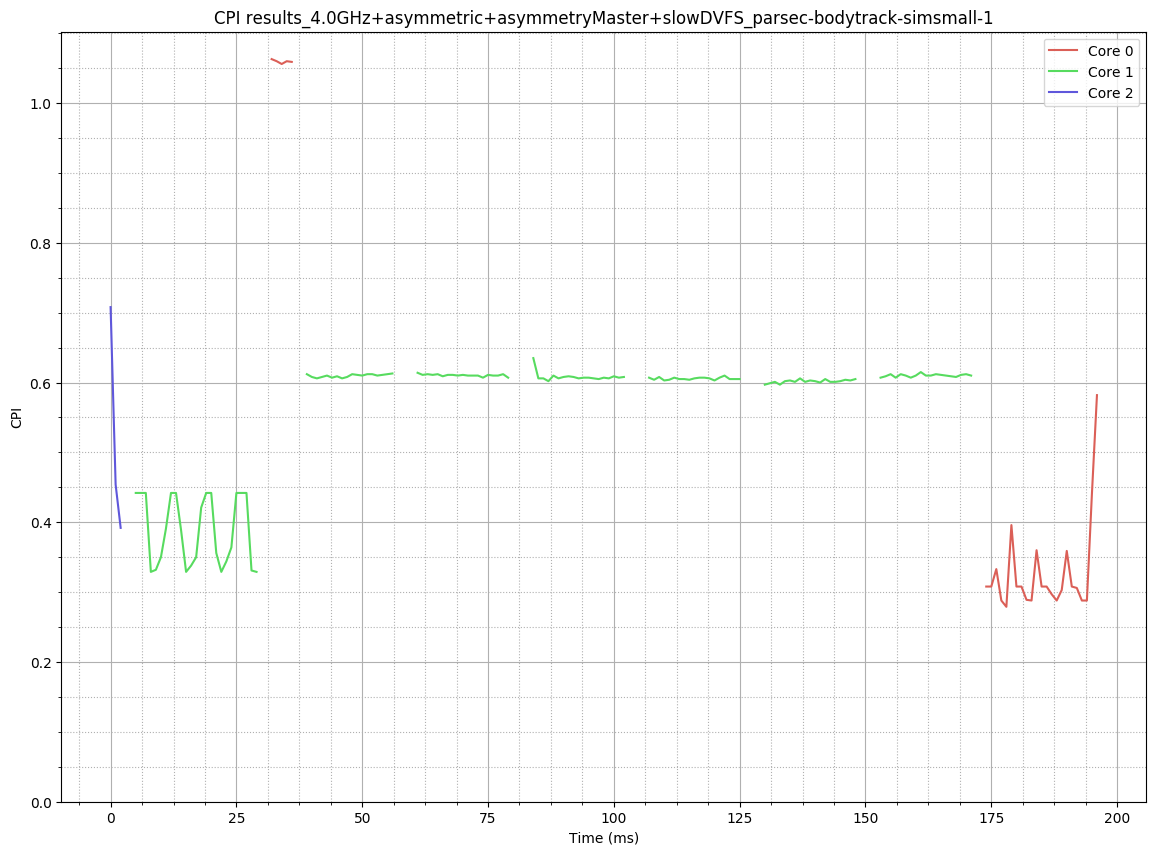 CPI results_4.0GHz+asymmetric+asymmetryMaster+slowDVFS_parsec-bodytrack-simsmall-1
Core 0
Core 1
Core 2
CPI
1.0
0.8
0.6
0.4
0.2
0.0
0
25
50
75
100
125
150
175
200
Time (ms)